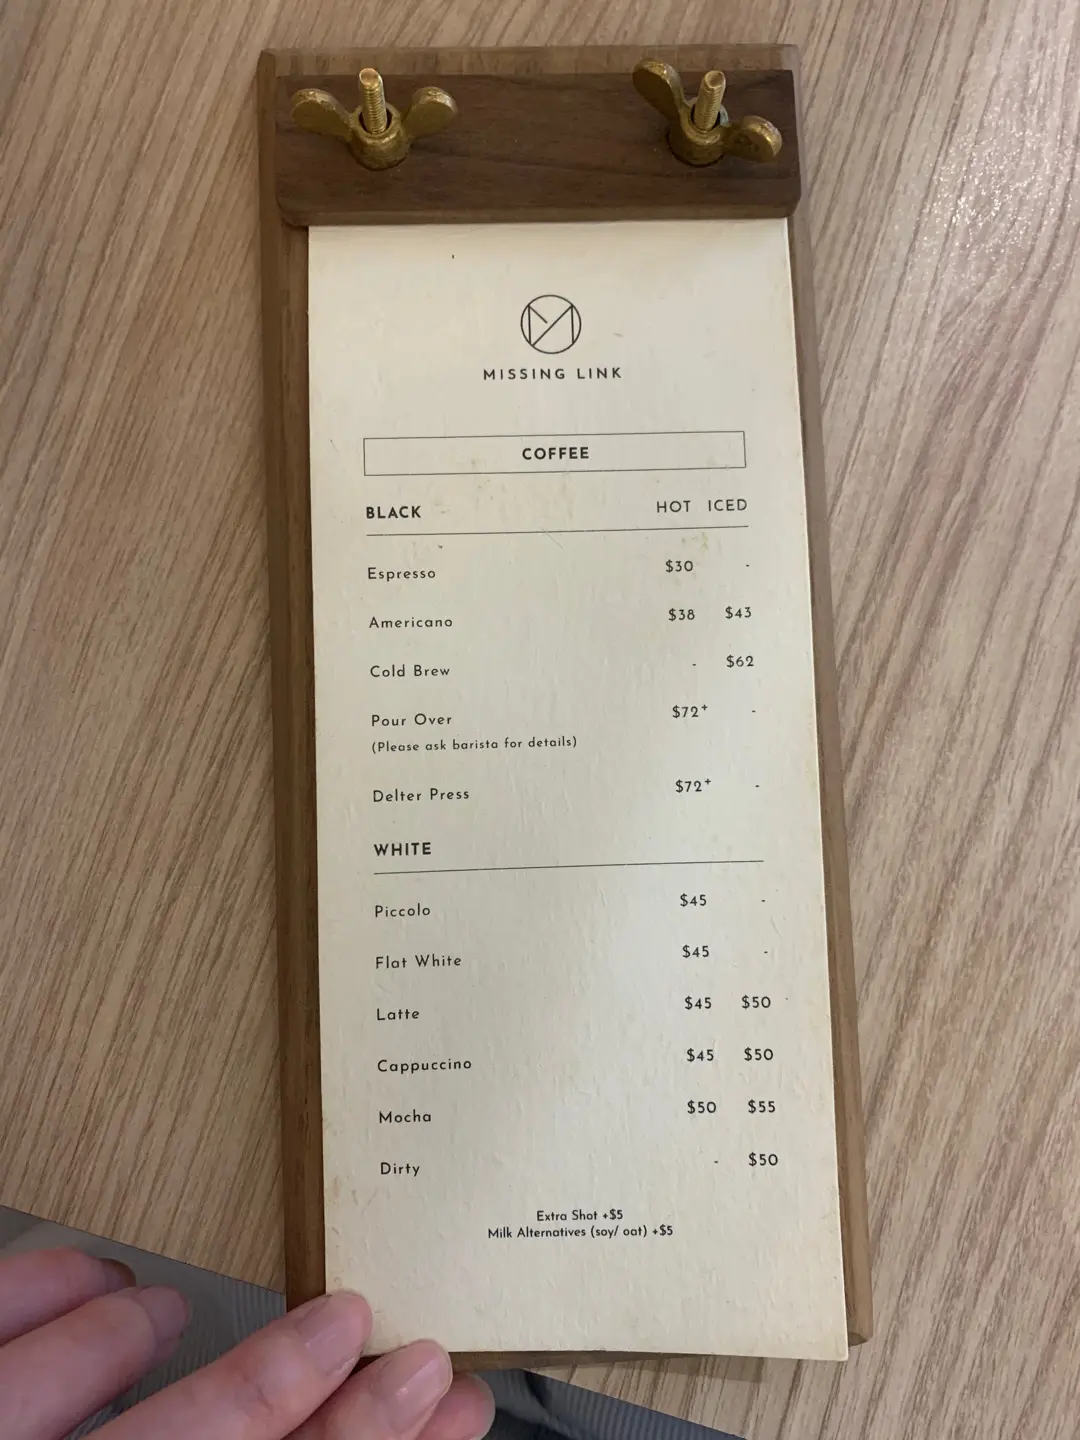 MISSING LINK
COFFEE
BLACK HOT ICED
Espresso $30 -
Americano $38 $43
Cold Brew - $62
Pour Over $72+ -
(Please ask barista for details)
Delter Press $72+ -
WHITE
Piccolo $45 -
Flat White $45 -
Latte $45 $50
Cappuccino $45 $50
Mocha $50 $55
Dirty - $50
Extra Shot +$5
Milk Alternatives (soy/ oat) +$5